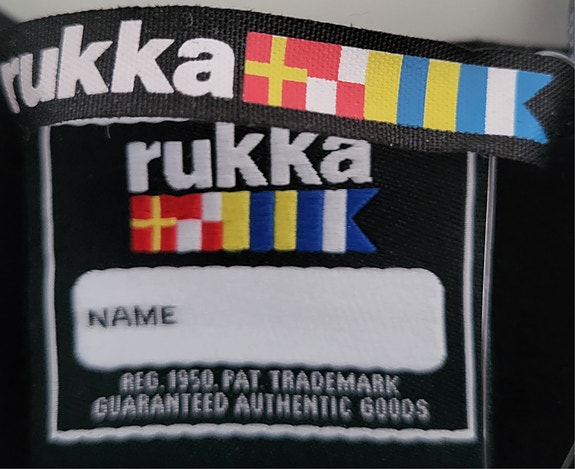 rukka
rukka
NAME
REG. 1950. PAT. TRADEMARK
GUARANTEED AUTHENTIC GOODS